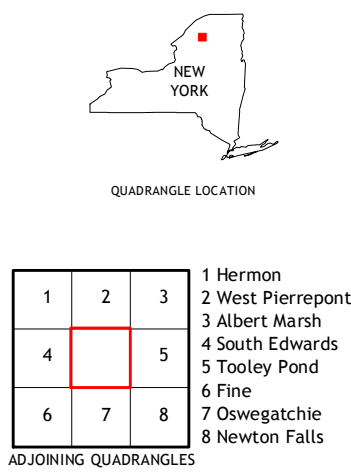 NEW
YORK
QUADRANGLE LOCATION
1 2 3
4 5
6 7 8
1 Hermon
2 West Pierrepont
3 Albert Marsh
4 South Edwards
5 Tooley Pond
6 Fine
7 Oswegatchie
8 Newton Falls
ADJOINING QUADRANGLES